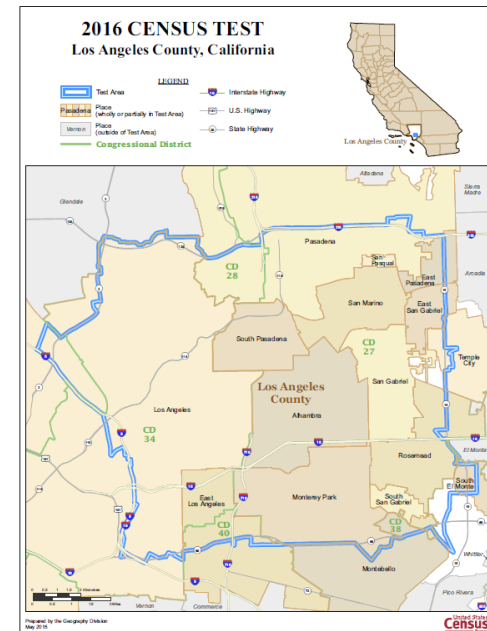 2016 CENSUS TEST
Los Angeles County, California
LEGEND
Test Area
Interstate Highway
Pasadena
Place
(wholly or partially in Test Area)
U.S. Highway
Vernon
Place
(outside of Test Area)
State Highway
Congressional District
Los Angeles County
Altadena
Sierra
Madre
Glendale
Pasadena
San
Pasqual
CD
28
East
Pasadena
Arcadia
San Marino
East
San Gabriel
South Pasadena
CD
27
Temple
City
Los Angeles
County
San Gabriel
Los Angeles
Alhambra
CD
34
El Monte
Rosemead
South
El Monte
East
Los Angeles
Monterey Park
South
San Gabriel
CD
40
CD
38
Whittier
Montebello
Pico Rivera
Vernon
Commerce
Prepared by the Geography Division
May 2015
United States
Census